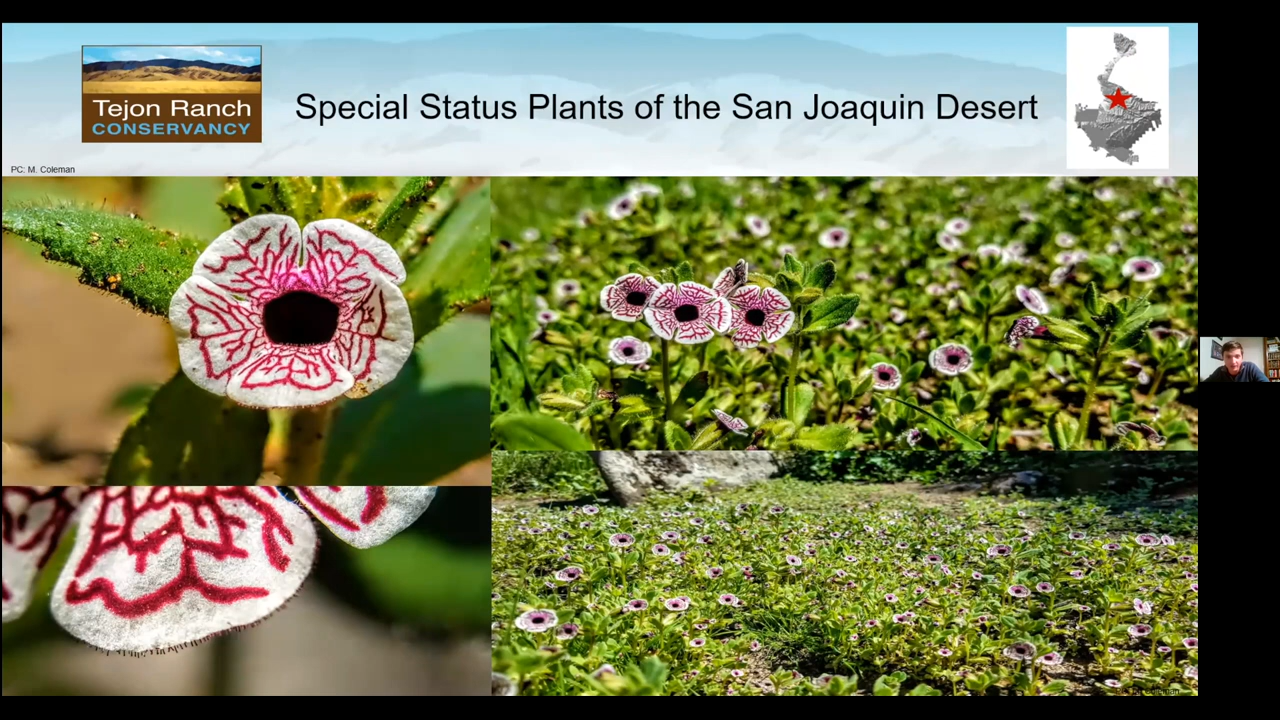 Tejon Ranch
CONSERVANCY
Special Status Plants of the San Joaquin Desert
PC: M. Coleman